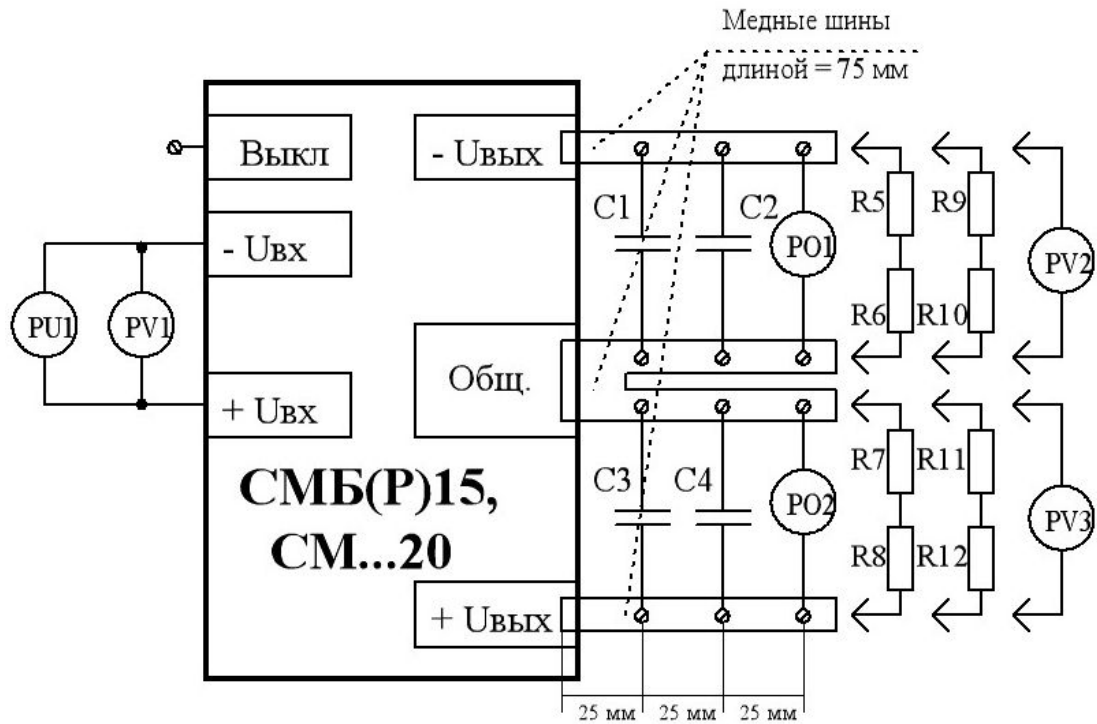 Медные шины
длиной = 75 мм
Выкл
- Uвых
C1
C2
R5
R9
- Uвх
PO1
PV2
PU1
PV1
R6
R10
Общ.
+ Uвх
R7
R11
СМБ(Р)15,
СМ...20
C3
C4
PO2
PV3
R8
R12
+ Uвых
25 мм
25 мм
25 мм